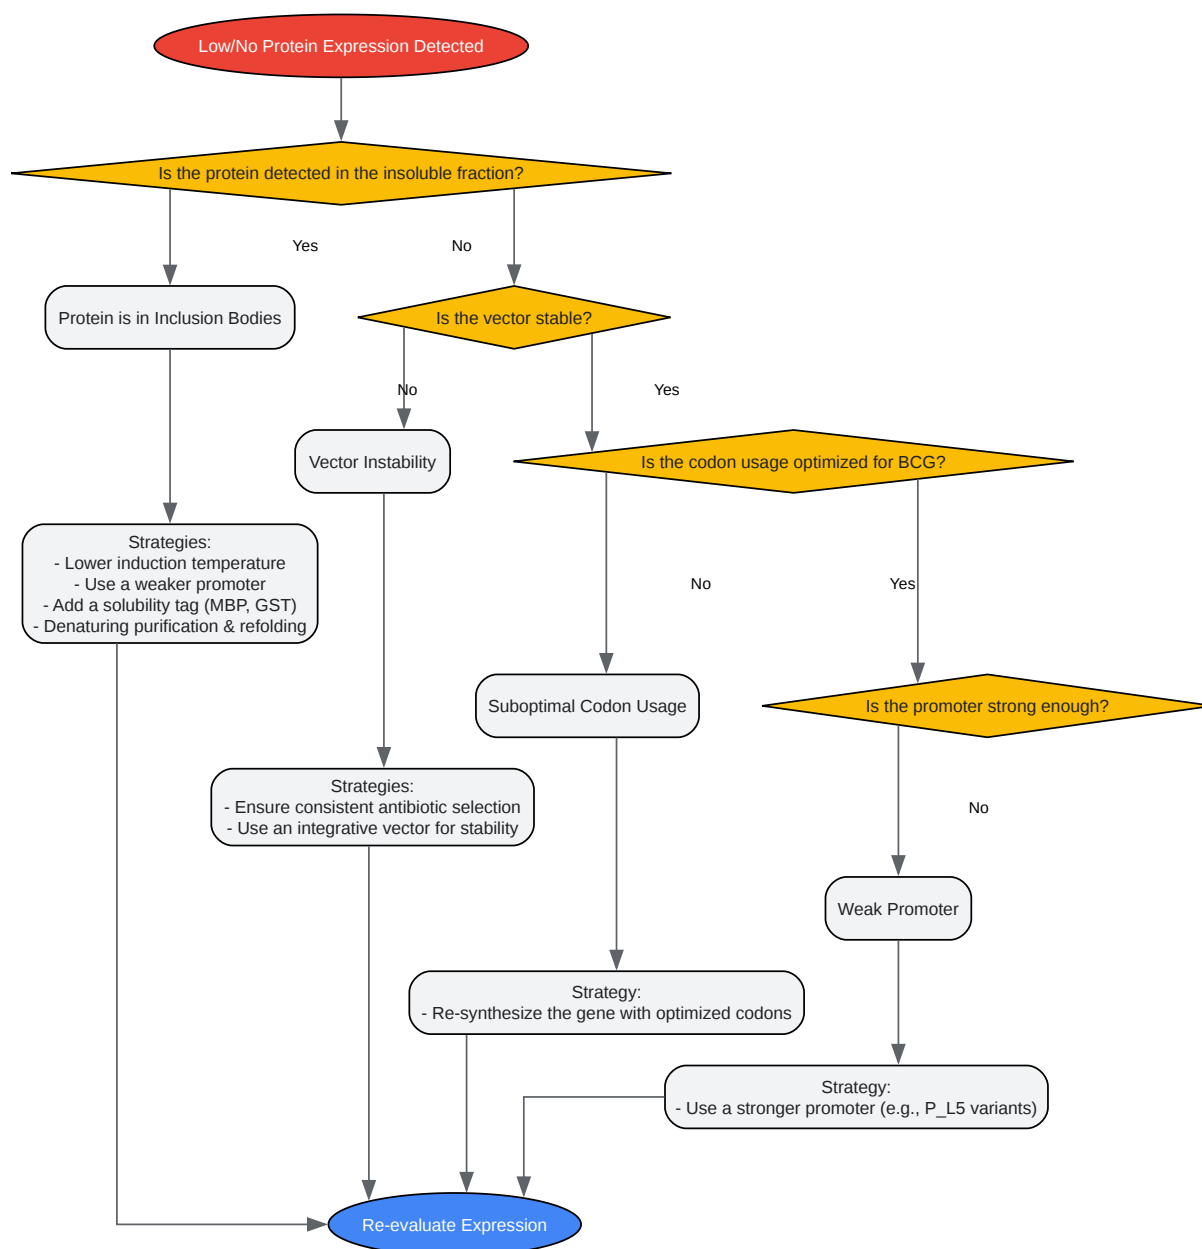 Low/No Protein Expression Detected
Is the protein detected in the insoluble fraction?
Yes
No
Protein is in Inclusion Bodies
Is the vector stable?
No
Yes
Vector Instability
Is the codon usage optimized for BCG?
Strategies:
- Lower induction temperature
- Use a weaker promoter
- Add a solubility tag (MBP, GST)
- Denaturing purification & refolding
No
Yes
Suboptimal Codon Usage
Is the promoter strong enough?
Strategies:
- Ensure consistent antibiotic selection
- Use an integrative vector for stability
No
Weak Promoter
Strategy:
- Re-synthesize the gene with optimized codons
Strategy:
- Use a stronger promoter (e.g., P_L5 variants)
Re-evaluate Expression